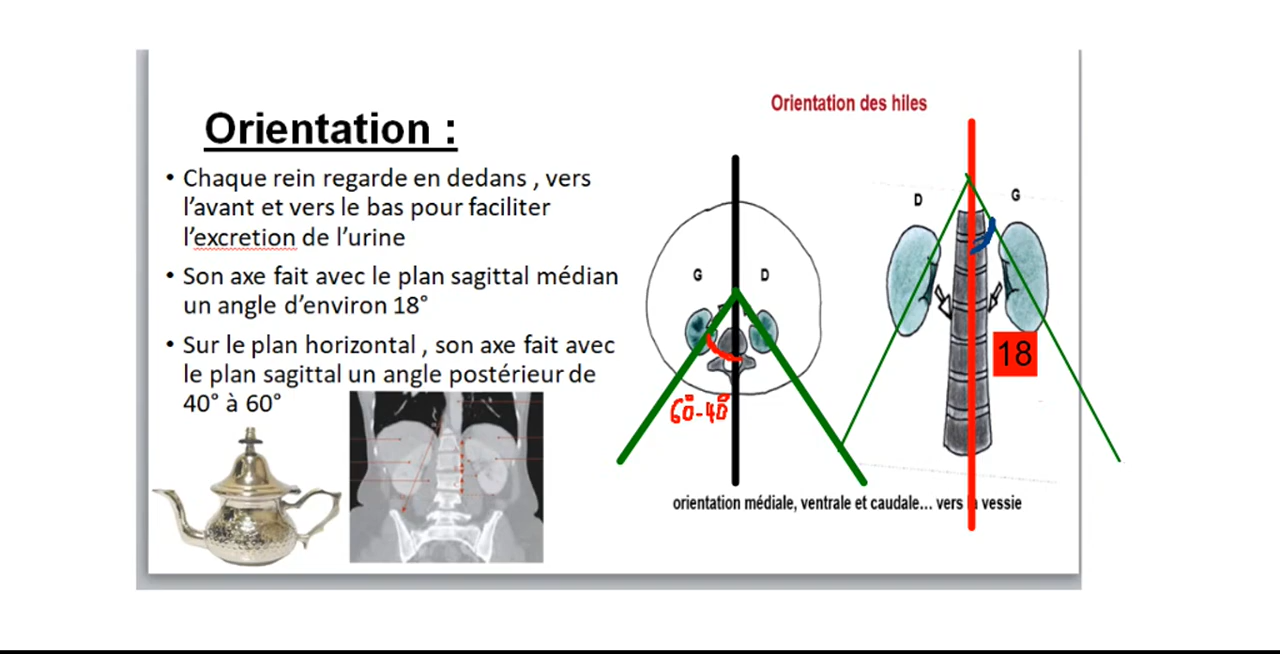 Orientation :
• Chaque rein regarde en dedans , vers
l’avant et vers le bas pour faciliter
l’excretion de l’urine
• Son axe fait avec le plan sagittal médian
un angle d’environ 18°
• Sur le plan horizontal , son axe fait avec
le plan sagittal un angle postérieur de
40° à 60°
Orientation des hiles
G D
60°-40°
D G
18
orientation médiale, ventrale et caudale... vers la vessie